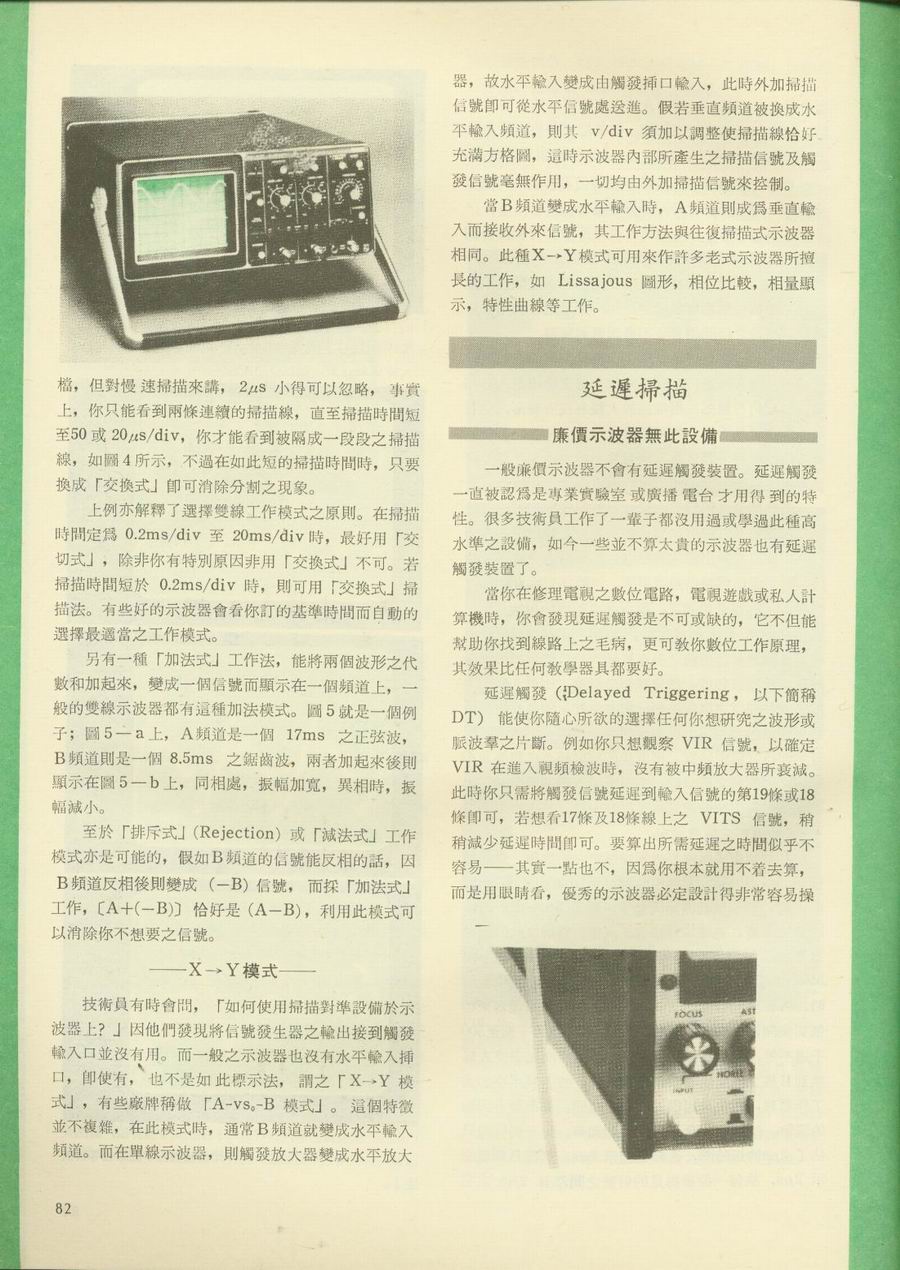 檔，但對慢速掃描來講，2μs 小得可以忽略，事實
上，你只能看到兩條連續的掃描線，直至掃描時間短
至50 或 20μs/div，你才能看到被隔成一段段之掃描
線，如圖4所示，不過在如此短的掃描時間時，只要
換成「交換式」卽可消除分割之現象。
上例亦解釋了選擇雙線工作模式之原則。在掃描
時間定爲 0.2ms/div 至 20ms/div 時，最好用「交
切式」，除非你有特別原因非用「交換式」不可。若
掃描時間短於 0.2ms/div 時，則可用「交換式」掃
描法。有些好的示波器會看你訂的基準時間而自動的
選擇最適當之工作模式。
另有一種「加法式」工作法，能將兩個波形之代
數和加起來，變成一個信號而顯示在一個頻道上，一
般的雙線示波器都有這種加法模式。圖5就是一個例
子；圖5—a上，A頻道是一個 17ms 之正弦波，
B頻道則是一個 8.5ms 之鋸齒波，兩者加起來後則
顯示在圖5—b上，同相處，振幅加寬，異相時，振
幅減小。
至於「排斥式」(Rejection) 或「減法式」工作
模式亦是可能的，假如B頻道的信號能反相的話，因
B頻道反相後則變成 (—B) 信號，而採「加法式」
工作，〔A+(—B)〕恰好是 (A—B)，利用此模式可
以消除你不想要之信號。
——X→Y模式——
技術員有時會問，「如何使用掃描對準設備於示
波器上？」因他們發現將信號發生器之輸出接到觸發
輸入口並沒有用。而一般之示波器也沒有水平輸入揷
口，卽使有，也不是如此標示法，謂之「X→Y 模
式」，有些廠牌稱做「A-vs。-B 模式」。這個特徵
並不複雜，在此模式時，通常B頻道就變成水平輸入
頻道。而在單線示波器，則觸發放大器變成水平放大
82
器，故水平輸入變成由觸發揷口輸入，此時外加掃描
信號卽可從水平信號處送進。假若垂直頻道被換成水
平輸入頻道，則其 v/div 須加以調整使掃描線恰好
充滿方格圖，這時示波器內部所產生之掃描信號及觸
發信號毫無作用，一切均由外加掃描信號來控制。
當B頻道變成水平輸入時，A頻道則成爲垂直輸
入而接收外來信號，其工作方法與往復掃描式示波器
相同。此種X→Y模式可用來作許多老式示波器所擅
長的工作，如 Lissajous 圖形，相位比較，相量顯
示，特性曲線等工作。
延遲掃描
廉價示波器無此設備
一般廉價示波器不會有延遲觸發裝置。延遲觸發
一直被認爲是專業實驗室或廣播電台才用得到的特
性。很多技術員工作了一輩子都沒用過或學過此種高
水準之設備，如今一些並不算太貴的示波器也有延遲
觸發裝置了。
當你在修理電視之數位電路，電視遊戲或私人計
算機時，你會發現延遲觸發是不可或缺的，它不但能
幫助你找到線路上之毛病，更可敎你數位工作原理，
其效果比任何敎學器具都要好。
延遲觸發 (Delayed Triggering，以下簡稱
DT) 能使你隨心所欲的選擇任何你想研究之波形或
脈波羣之片斷。例如你只想觀察 VIR 信號，以確定
VIR 在進入視頻檢波時，沒有被中頻放大器所衰減。
此時你只需將觸發信號延遲到輸入信號的第19條或18
條卽可，若想看17條及18條線上之 VITS 信號，稍
稍減少延遲時間卽可。要算出所需延遲之時間似乎不
容易——其實一點也不，因爲你根本就用不着去算，
而是用眼睛看，優秀的示波器必定設計得非常容易操
FOCUS
AST
INPUT
HORIZ